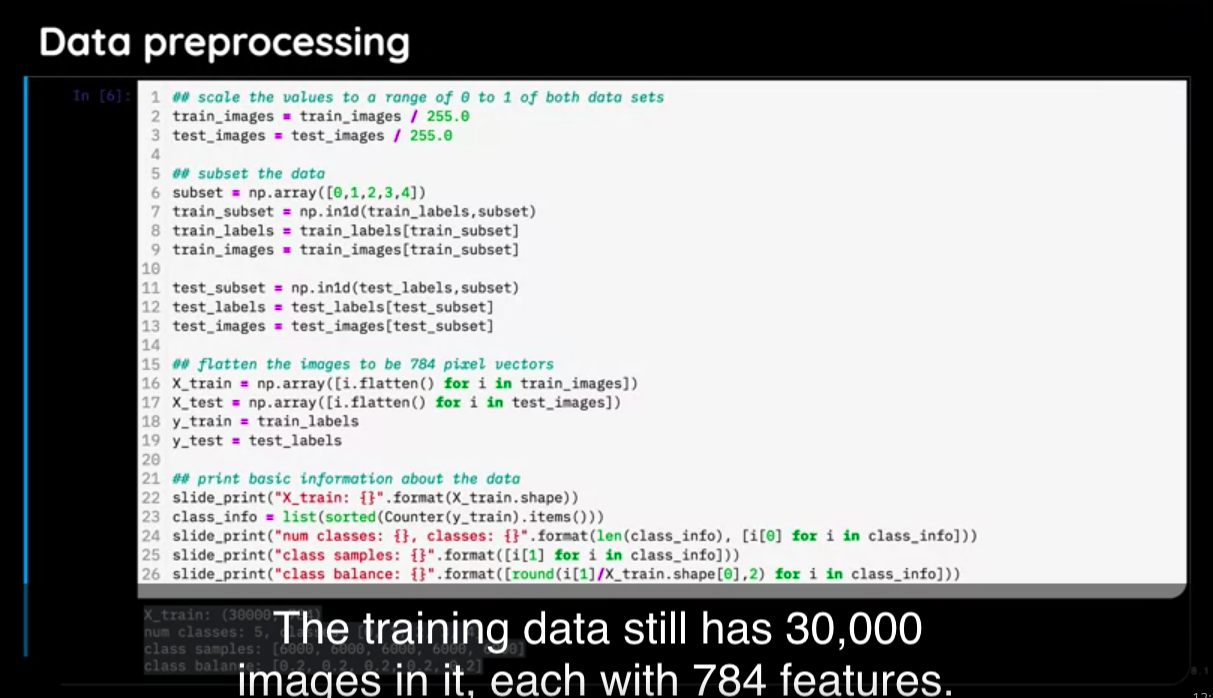 Data preprocessing
In [6]:
1 ## scale the values to a range of 0 to 1 of both data sets
2 train_images = train_images / 255.0
3 test_images = test_images / 255.0
4
5 ## subset the data
6 subset = np.array([0,1,2,3,4])
7 train_subset = np.in1d(train_labels,subset)
8 train_labels = train_labels[train_subset]
9 train_images = train_images[train_subset]
10
11 test_subset = np.in1d(test_labels,subset)
12 test_labels = test_labels[test_subset]
13 test_images = test_images[test_subset]
14
15 ## flatten the images to be 784 pixel vectors
16 X_train = np.array([i.flatten() for i in train_images])
17 X_test = np.array([i.flatten() for i in test_images])
18 y_train = train_labels
19 y_test = test_labels
20
21 ## print basic information about the data
22 slide_print("X_train: {}".format(X_train.shape))
23 class_info = list(sorted(Counter(y_train).items()))
24 slide_print("num classes: {}, classes: {}".format(len(class_info), [i[0] for i in class_info]))
25 slide_print("class samples: {}".format([i[1] for i in class_info]))
26 slide_print("class balance: {}".format([round(i[1]/X_train.shape[0],2) for i in class_info]))
X_train: (30000,
num classes: 5,
class samples: [6000, 6000, 6000, 6000,
class balance: [0.2, 0.2, 0.2, 0.2, 0.2]
The training data still has 30,000
images in it, each with 784 features.